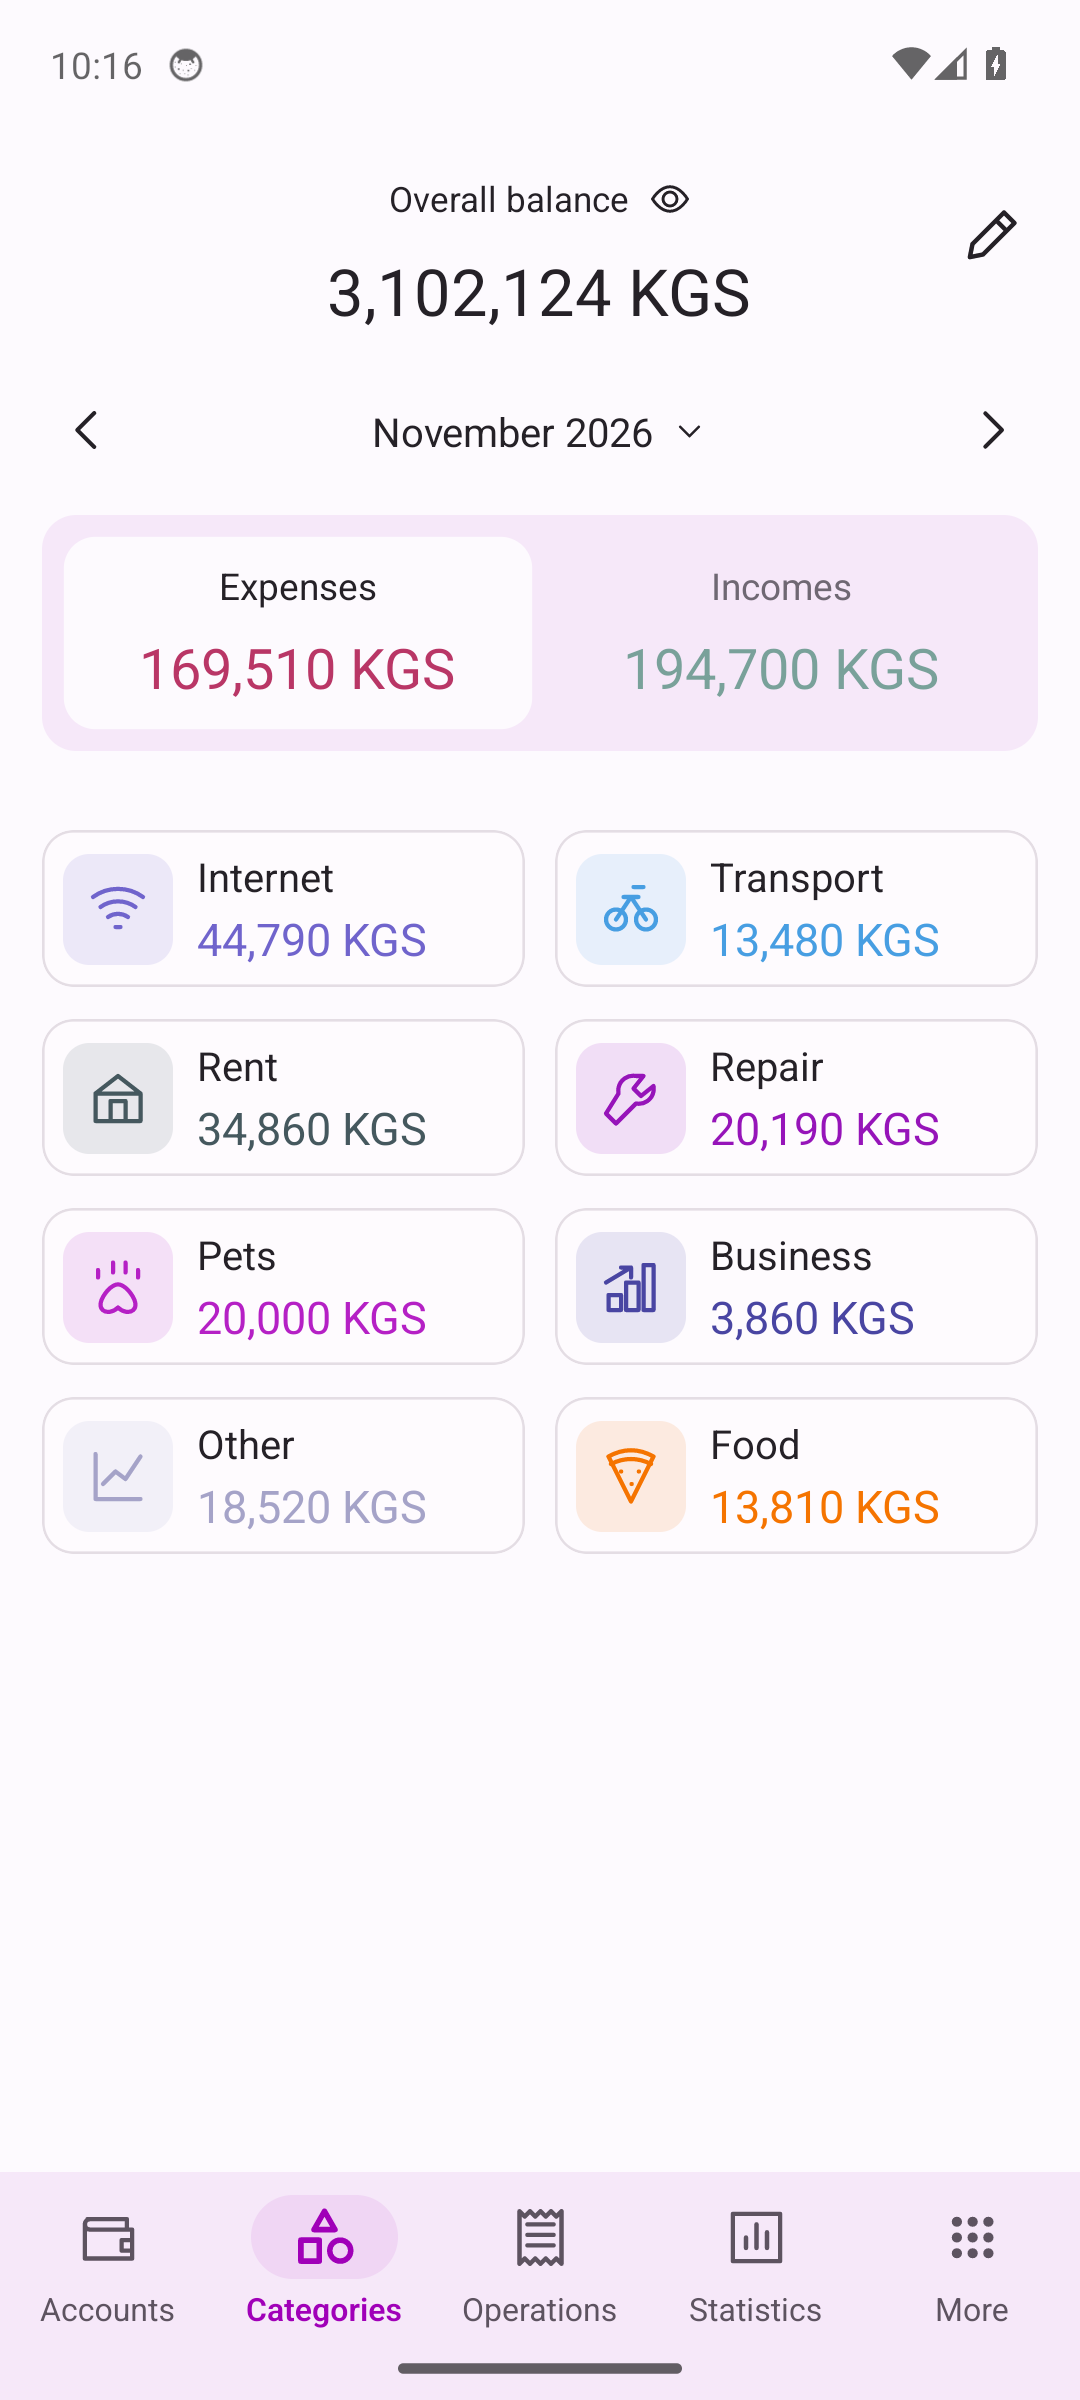 10:16
Overall balance
3,102,124 KGS
November 2026
Expenses
169,510 KGS
Incomes
194,700 KGS
Internet
44,790 KGS
Transport
13,480 KGS
Rent
34,860 KGS
Repair
20,190 KGS
Pets
20,000 KGS
Business
3,860 KGS
Other
18,520 KGS
Food
13,810 KGS
Accounts
Categories
Operations
Statistics
More